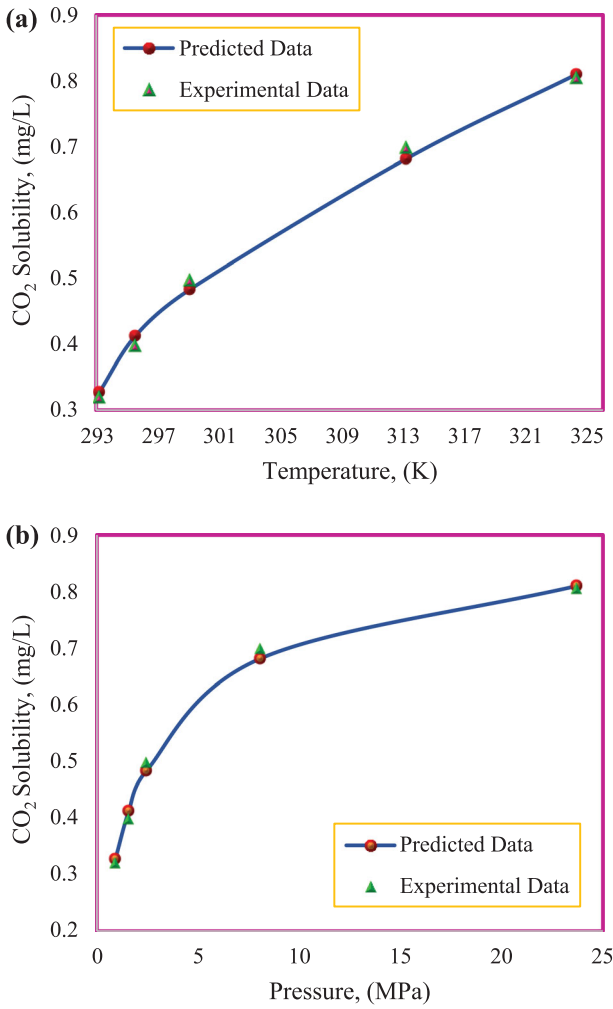 (a)
0.9
0.8
0.7
0.6
0.5
0.4
0.3
CO2 Solubility, (mg/L)
Predicted Data
Experimental Data
293 297 301 305 309 313 317 321 325
Temperature, (K)
(b)
0.9
0.8
0.7
0.6
0.5
0.4
0.3
0.2
CO2 Solubility, (mg/L)
Predicted Data
Experimental Data
0 5 10 15 20 25
Pressure, (MPa)